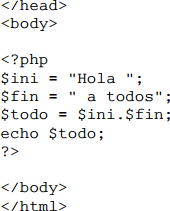 </head>
<body>
<?php
$ini = "Hola ";
$fin = " a todos";
$todo = $ini.$fin;
echo $todo;
?>
</body>
</html>